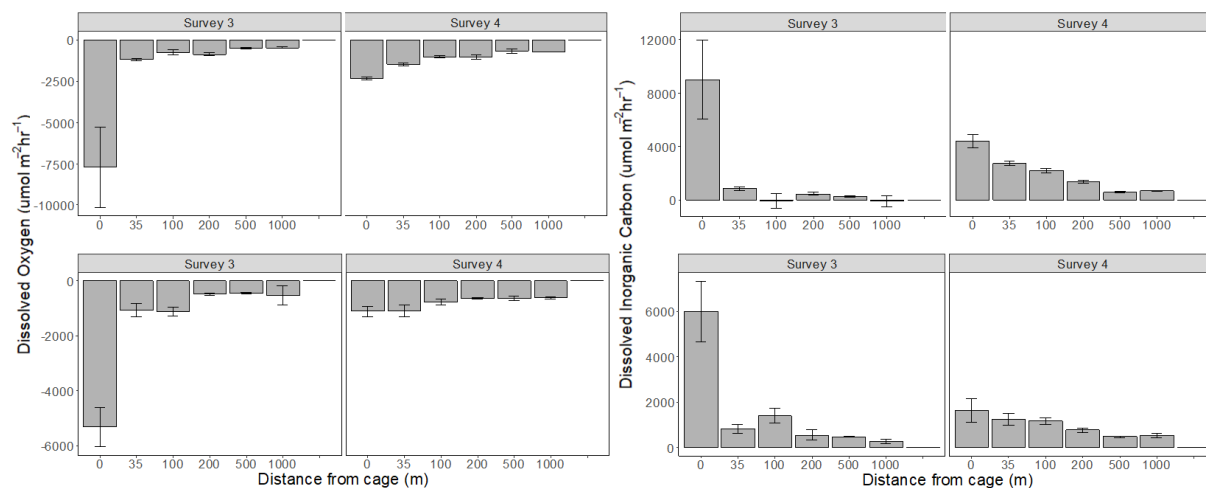 Survey 3
Survey 4
0
-2500
-5000
-7500
-10000
0 35 100 200 500 1000
0 35 100 200 500 1000
Survey 3
Survey 4
0
-2000
-4000
-6000
0 35 100 200 500 1000
0 35 100 200 500 1000
Dissolved Oxygen (umol m⁻²hr⁻¹)
Distance from cage (m)
Survey 3
Survey 4
12000
8000
4000
0
0 35 100 200 500 1000
0 35 100 200 500 1000
Survey 3
Survey 4
6000
4000
2000
0
0 35 100 200 500 1000
0 35 100 200 500 1000
Dissolved Inorganic Carbon (umol m⁻²hr⁻¹)
Distance from cage (m)